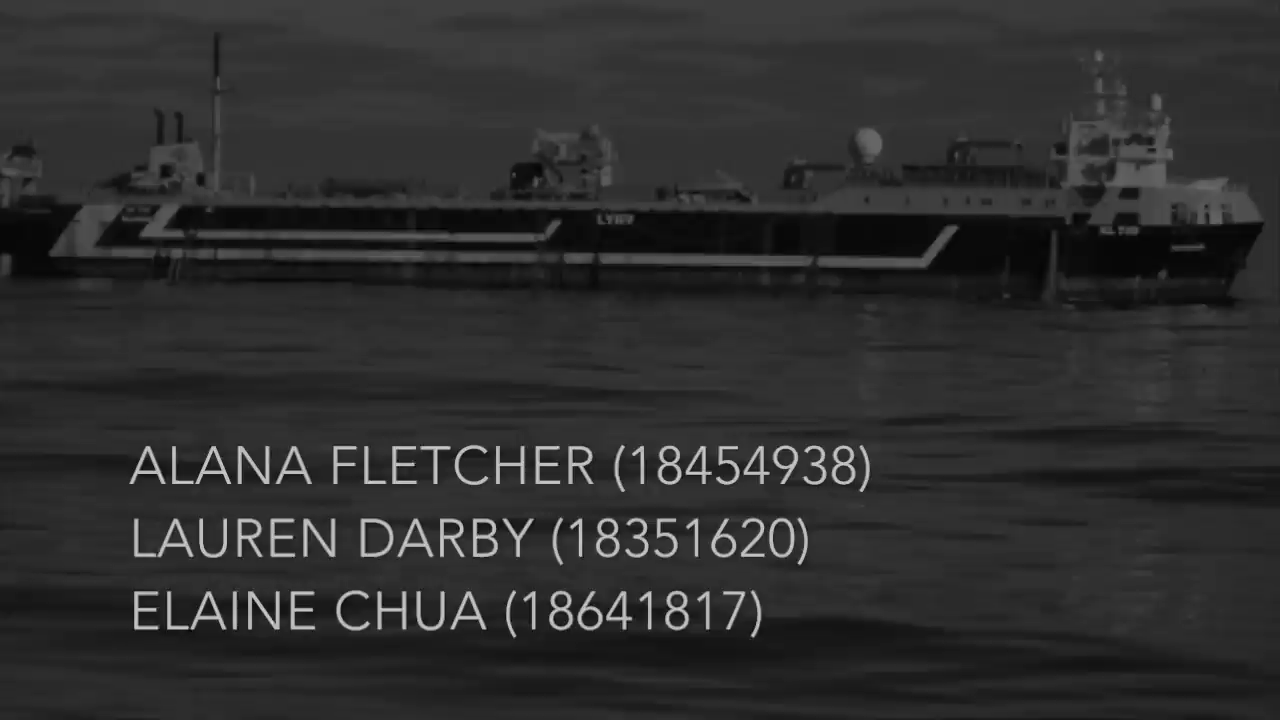 ALANA FLETCHER (18454938)
LAUREN DARBY (18351620)
ELAINE CHUA (18641817)